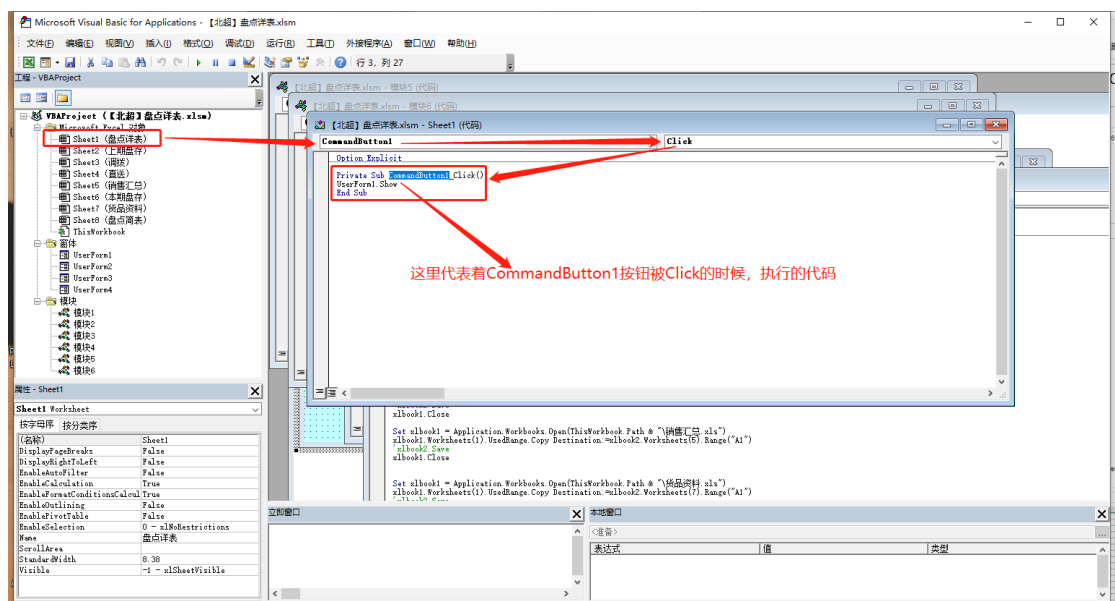 Microsoft Visual Basic for Applications - 【北超】盘点详表.xlsm
文件(F) 编辑(E) 视图(V) 插入(I) 格式(O) 调试(D) 运行(R) 工具(T) 外接程序(A) 窗口(W) 帮助(H)
行 3, 列 27
工程 - VBAProject
VBAProject (【北超】盘点详表.xlsm)
Microsoft Excel 对象
Sheet1 (盘点详表)
Sheet2 (上期盘存)
Sheet3 (调拨)
Sheet4 (直送)
Sheet5 (销售汇总)
Sheet6 (本期盘存)
Sheet7 (货品资料)
Sheet8 (盘点简表)
ThisWorkbook
窗体
UserForm1
UserForm2
UserForm3
UserForm4
模块
模块1
模块2
模块3
模块4
模块5
模块6
属性 - Sheet1
Sheet1 Worksheet
按字母序 按分类序
(名称) Sheet1
DisplayPageBreaks False
DisplayRightToLeft False
EnableAutoFilter False
EnableCalculation True
EnableFormatConditionsCalcul True
EnableOutlining False
EnablePivotTable False
EnableSelection 0 - xlNoRestrictions
Name 盘点详表
ScrollArea
StandardWidth 8.38
Visible -1 - xlSheetVisible
【北超】盘点详表.xlsm - 模块5 (代码)
【北超】盘点详表.xlsm - 模块6 (代码)
【北超】盘点详表.xlsm - Sheet1 (代码)
CommandButton1 Click
Option Explicit
Private Sub CommandButton1_Click()
UserForm1.Show
End Sub
这里代表着CommandButton1按钮被Click的时候，执行的代码
xlbook1.Close
Set xlbook1 = Application.Workbooks.Open(ThisWorkbook.Path & "\销售汇总.xls")
xlbook1.Worksheets(1).UsedRange.Copy Destination:=xlbook2.Worksheets(5).Range("A1")
'xlbook2.Save
xlbook1.Close
Set xlbook1 = Application.Workbooks.Open(ThisWorkbook.Path & "\货品资料.xls")
xlbook1.Worksheets(1).UsedRange.Copy Destination:=xlbook2.Worksheets(7).Range("A1")
立即窗口
本地窗口
<准备>
表达式 值 类型